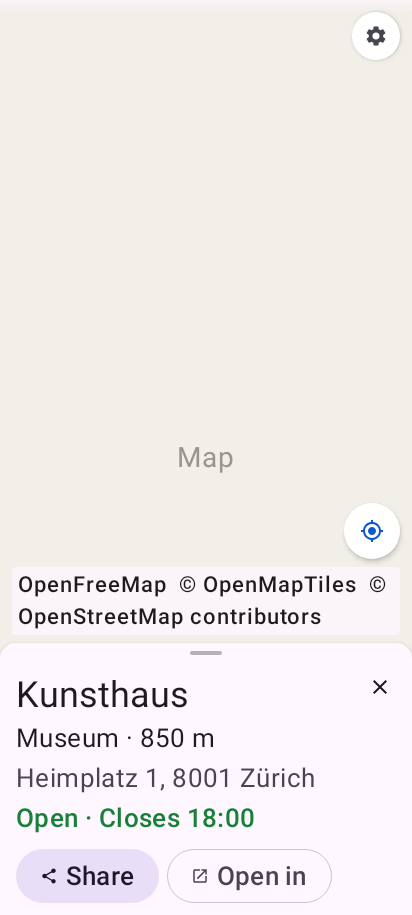 Map
OpenFreeMap © OpenMapTiles ©
OpenStreetMap contributors
Kunsthaus
Museum · 850 m
Heimplatz 1, 8001 Zürich
Open · Closes 18:00
Share
Open in